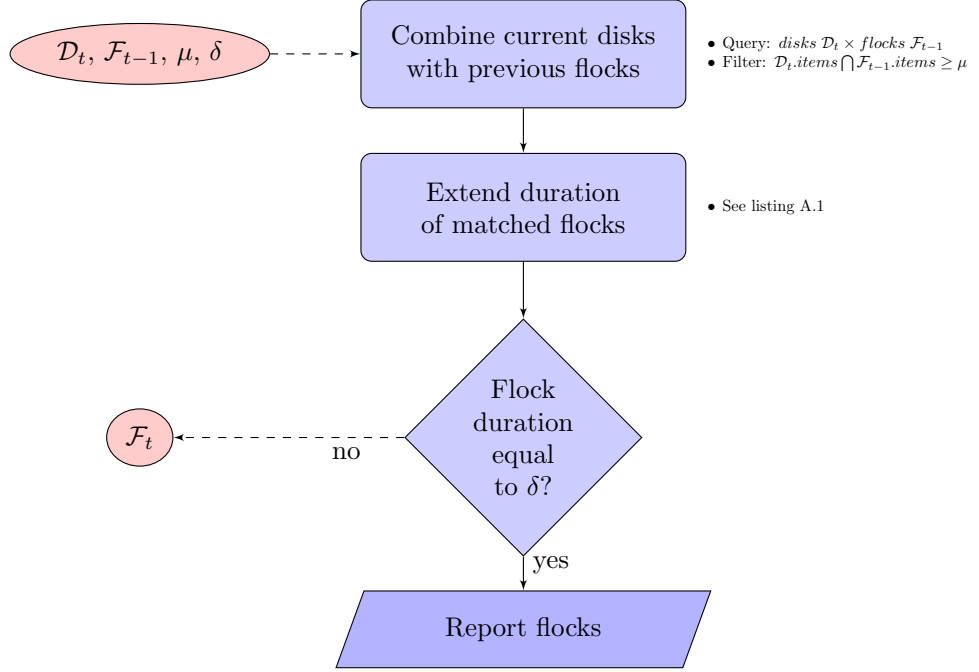 𝒟ₜ, ℱₜ₋₁, μ, δ
Combine current disks
with previous flocks
• Query: disks 𝒟ₜ × flocks ℱₜ₋₁
• Filter: 𝒟ₜ.items ⋂ ℱₜ₋₁.items ≥ μ
Extend duration
of matched flocks
• See listing A.1
Flock
duration
equal
to δ?
no
ℱₜ
yes
Report flocks